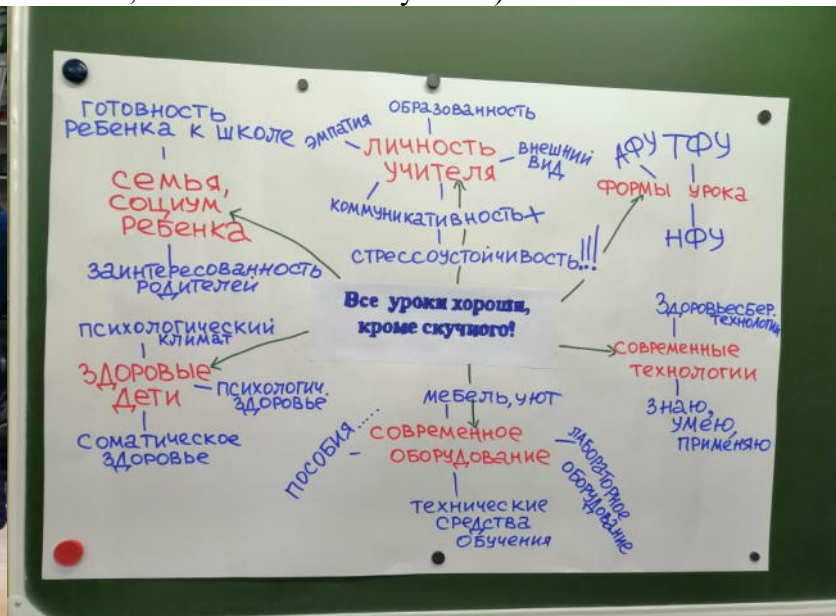 ГОТОВНОСТЬ
РЕБЕНКА К ШКОЛЕ
СЕМЬЯ,
СОЦИУМ
РЕБЕНКА
ЗАИНТЕРЕСОВАННОСТЬ
РОДИТЕЛЕЙ
ОБРАЗОВАННОСТЬ
ЭМПАТИЯ
ЛИЧНОСТЬ
УЧИТЕЛЯ
ВНЕШНИЙ
ВИД
КОММУНИКАТИВНОСТЬ+
СТРЕССОУСТОЙЧИВОСТЬ!!!
АФУ ТФУ
ФОРМЫ УРОКА
НФУ
Все уроки хороши,
кроме скучного!
ПСИХОЛОГИЧЕСКИЙ
КЛИМАТ
ЗДОРОВЫЕ
ДЕТИ
ПСИХОЛОГИЧ.
ЗДОРОВЬЕ
СОМАТИЧЕСКОЕ
ЗДОРОВЬЕ
МЕБЕЛЬ, УЮТ
СОВРЕМЕННОЕ
ОБОРУДОВАНИЕ
ПОСОБИЯ.....
ЛАБОРАТОРНОЕ
ОБОРУДОВАНИЕ
ТЕХНИЧЕСКИЕ
СРЕДСТВА
ОБУЧЕНИЯ
ЗДОРОВЬЕСБЕР.
ТЕХНОЛОГИИ
СОВРЕМЕННЫЕ
ТЕХНОЛОГИИ
ЗНАЮ,
УМЕЮ,
ПРИМЕНЯЮ